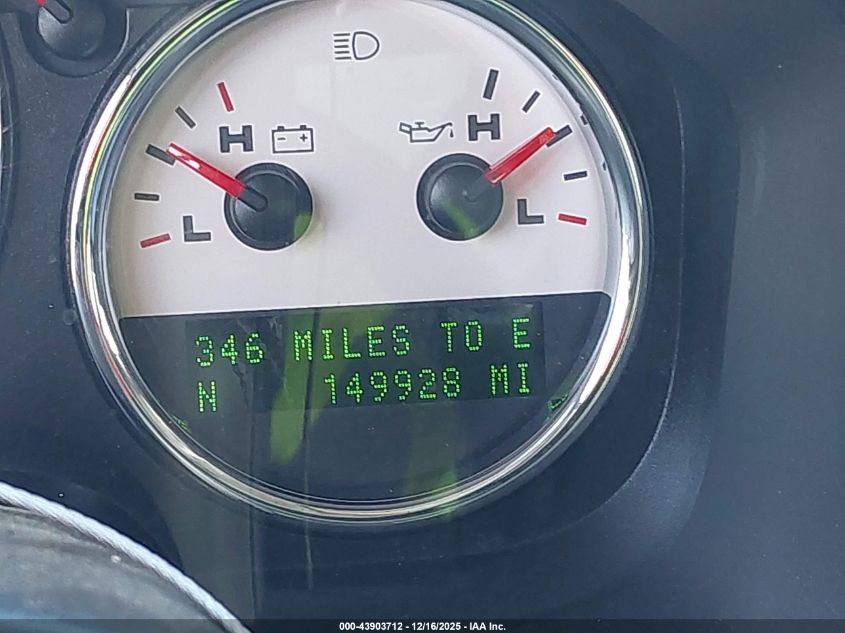 H H
L L
346 MILES TO E
N 149928 MI
000-43903712 - 12/16/2025 - IAA Inc.